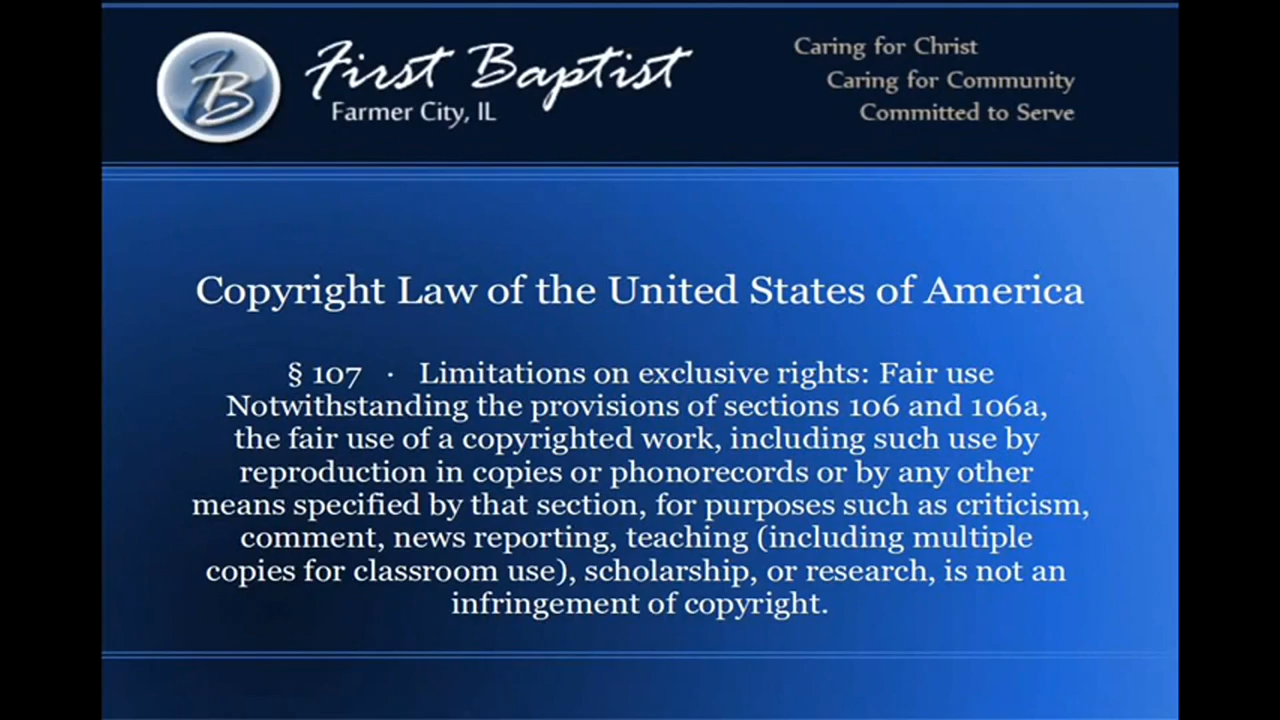 FB
First Baptist
Farmer City, IL
Caring for Christ
Caring for Community
Committed to Serve
Copyright Law of the United States of America
§ 107 · Limitations on exclusive rights: Fair use
Notwithstanding the provisions of sections 106 and 106a,
the fair use of a copyrighted work, including such use by
reproduction in copies or phonorecords or by any other
means specified by that section, for purposes such as criticism,
comment, news reporting, teaching (including multiple
copies for classroom use), scholarship, or research, is not an
infringement of copyright.